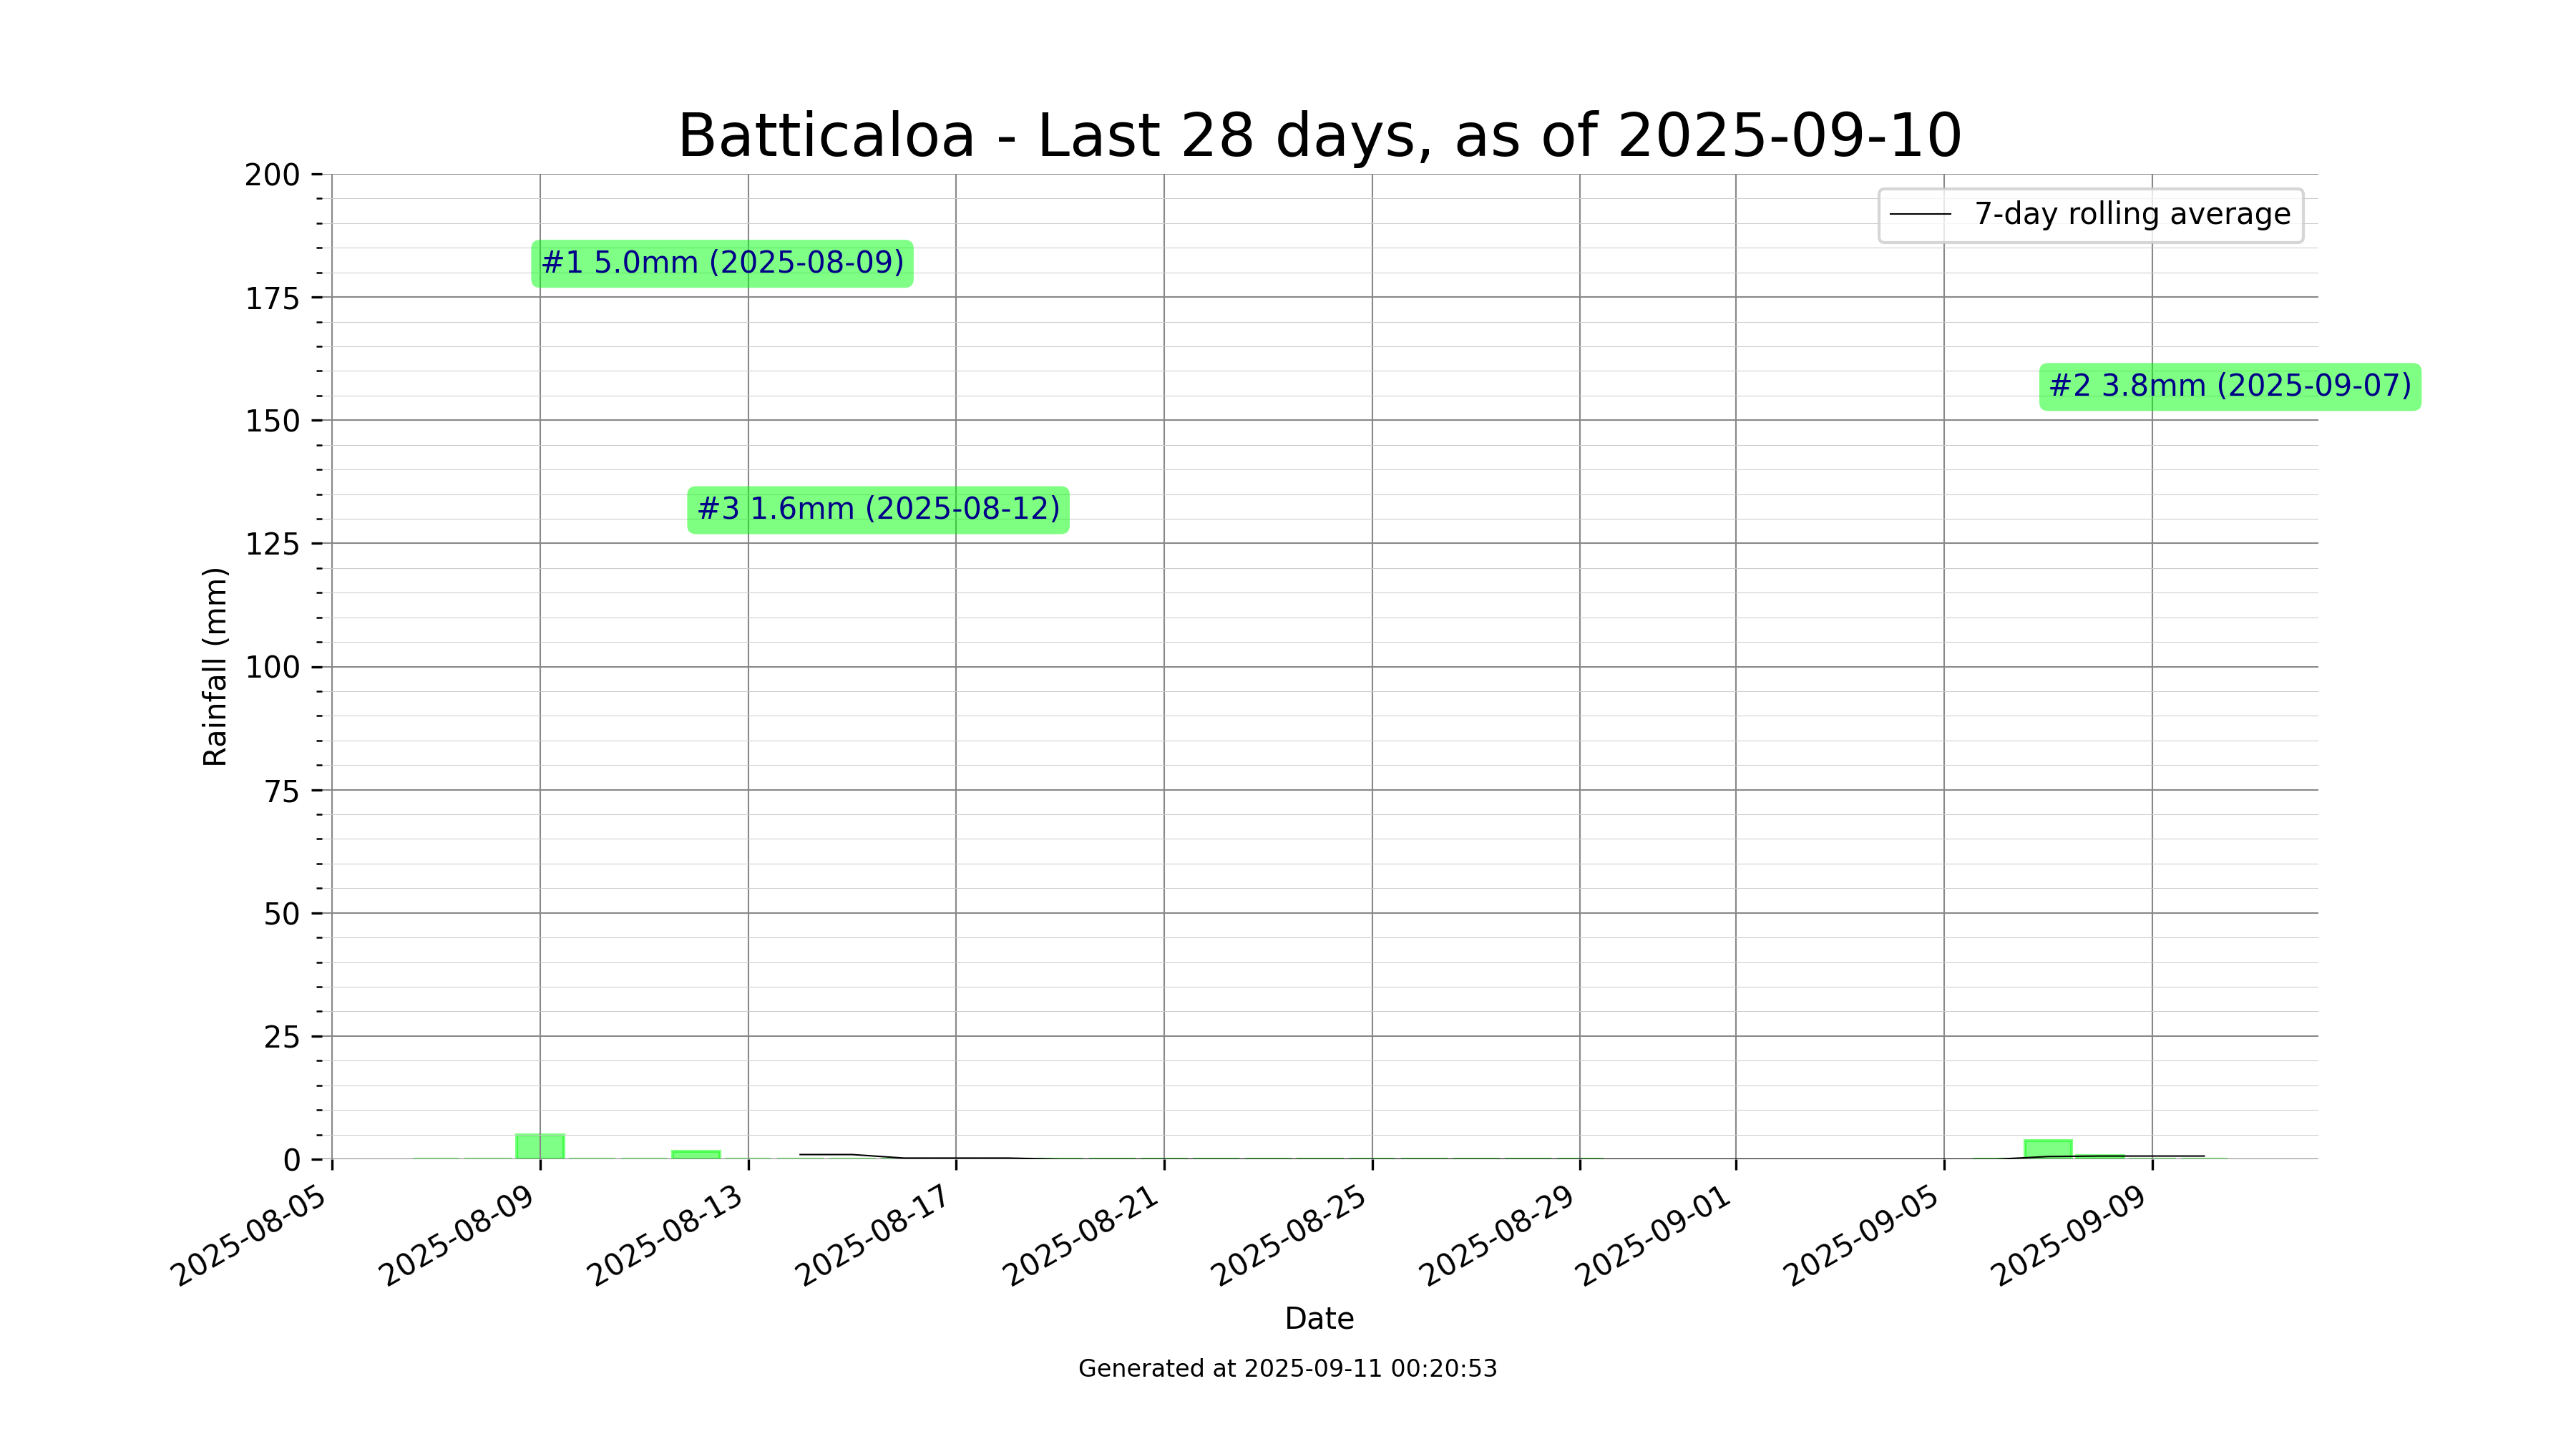 Batticaloa - Last 28 days, as of 2025-09-10
200
175
150
125
100
75
50
25
0
Rainfall (mm)
7-day rolling average
#1 5.0mm (2025-08-09)
#2 3.8mm (2025-09-07)
#3 1.6mm (2025-08-12)
2025-08-05
2025-08-09
2025-08-13
2025-08-17
2025-08-21
2025-08-25
2025-08-29
2025-09-01
2025-09-05
2025-09-09
Date
Generated at 2025-09-11 00:20:53